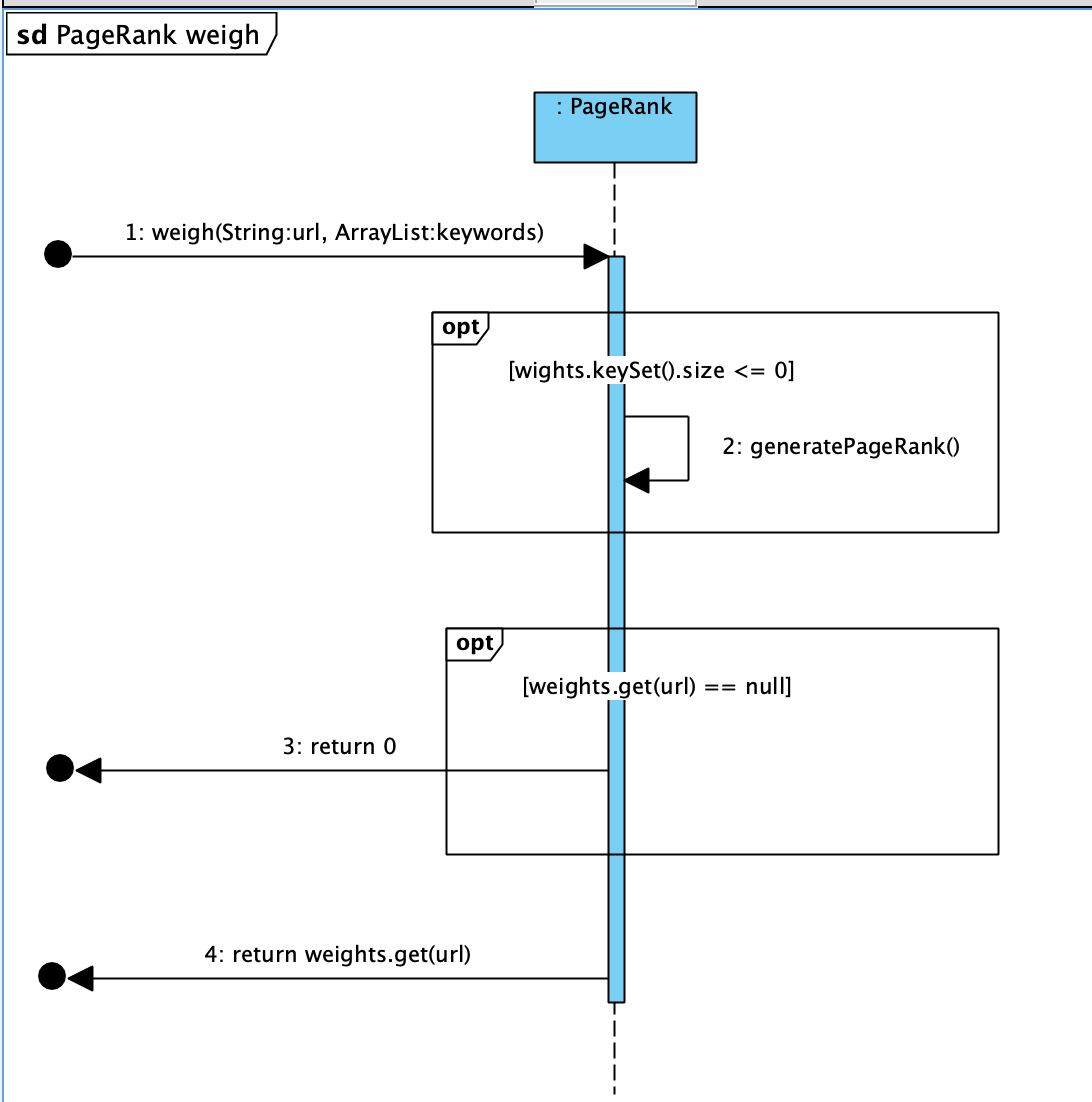 sd PageRank weigh
: PageRank
1: weigh(String:url, ArrayList:keywords)
opt
[wights.keySet().size <= 0]
2: generatePageRank()
opt
[weights.get(url) == null]
3: return 0
4: return weights.get(url)